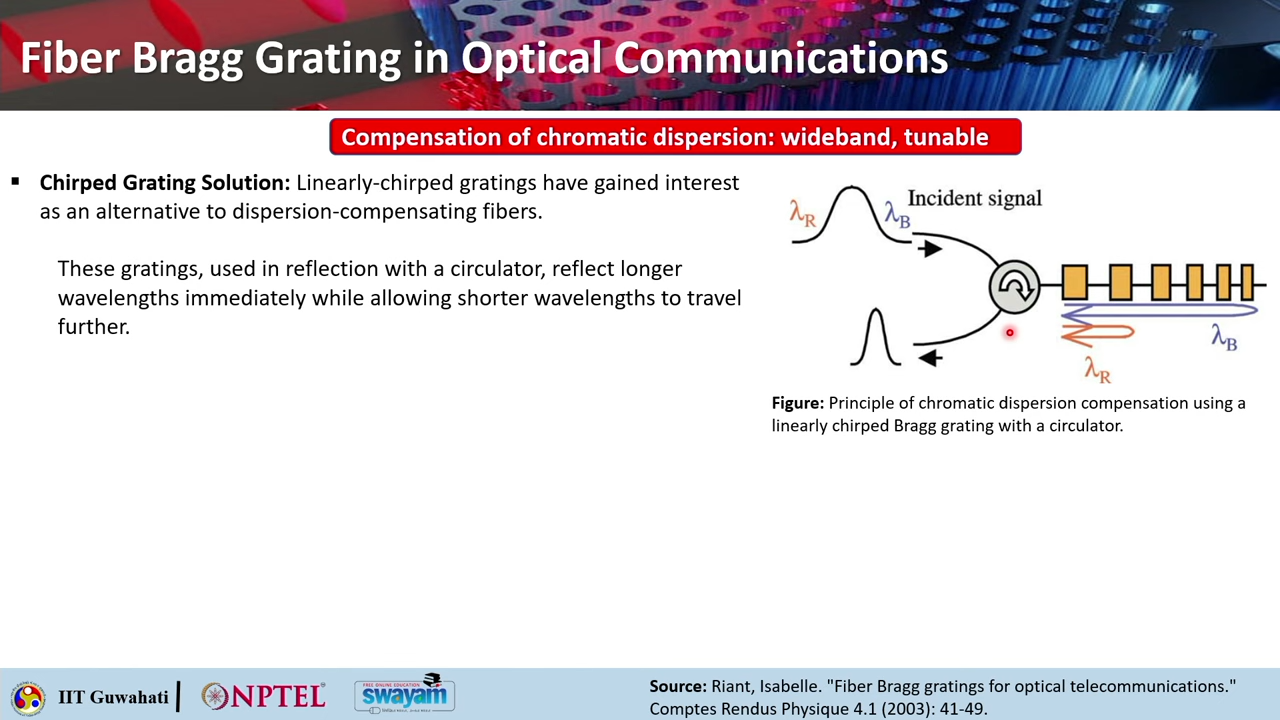 Fiber Bragg Grating in Optical Communications
Compensation of chromatic dispersion: wideband, tunable
▪ Chirped Grating Solution: Linearly-chirped gratings have gained interest
as an alternative to dispersion-compensating fibers.
These gratings, used in reflection with a circulator, reflect longer
wavelengths immediately while allowing shorter wavelengths to travel
further.
λR
λB
Incident signal
λB
λR
Figure: Principle of chromatic dispersion compensation using a
linearly chirped Bragg grating with a circulator.
IIT Guwahati
NPTEL
FREE ONLINE EDUCATION
swayam
Source: Riant, Isabelle. "Fiber Bragg gratings for optical telecommunications."
Comptes Rendus Physique 4.1 (2003): 41-49.